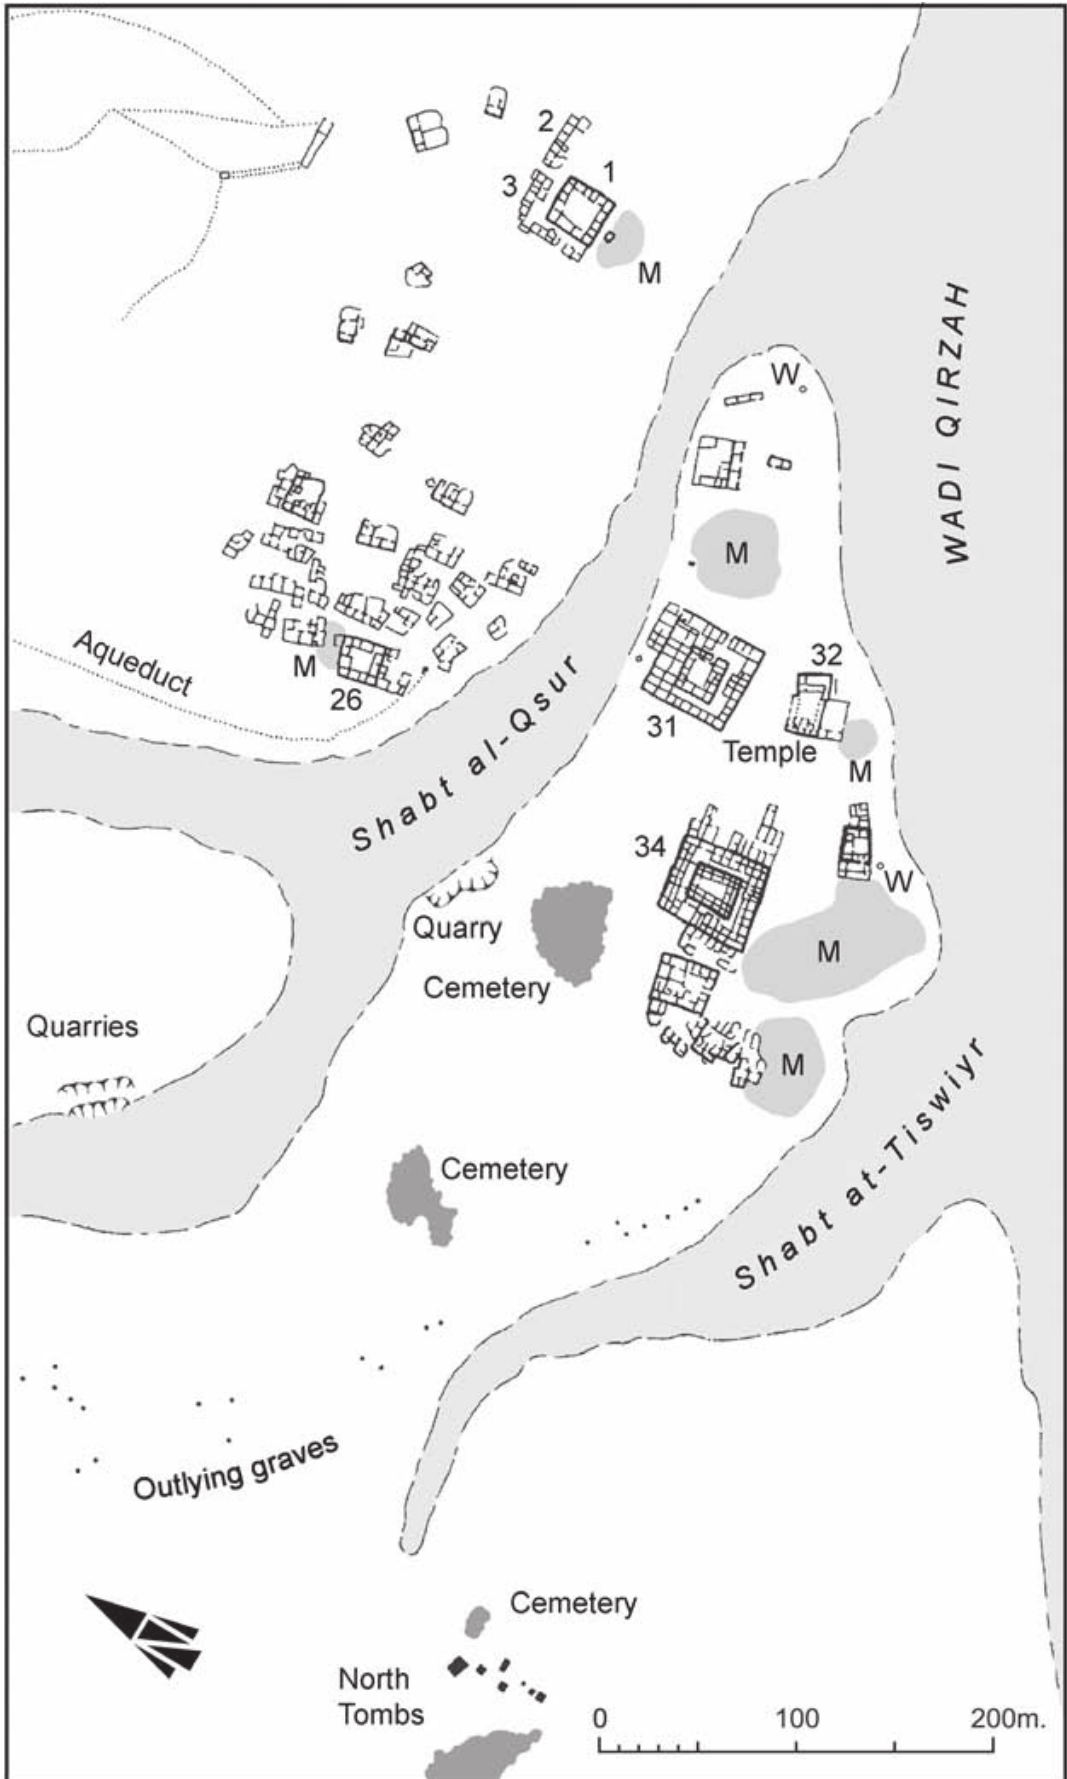 2
1
3
M
WADI QIRZAH
W
M
Aqueduct
M
26
32
31
Temple
M
Shabt al-Qsur
34
W
Quarry
M
Cemetery
Quarries
M
Cemetery
Shabt at-Tiswiyr
Outlying graves
Cemetery
North
Tombs
0 100 200m.